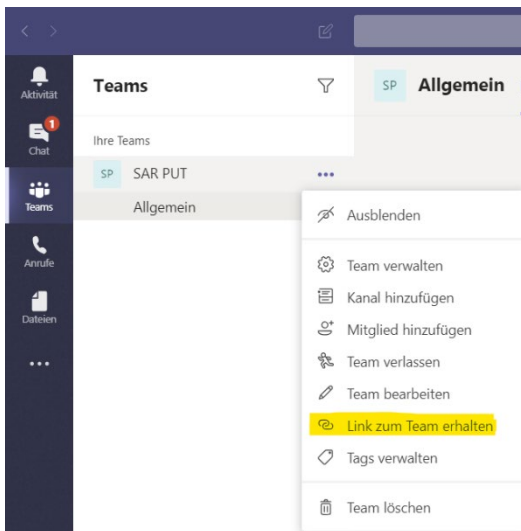 Aktivität
1
Chat
Teams
Anrufe
Dateien
Teams
Ihre Teams
SP SAR PUT
Allgemein
SP Allgemein
Ausblenden
Team verwalten
Kanal hinzufügen
Mitglied hinzufügen
Team verlassen
Team bearbeiten
Link zum Team erhalten
Tags verwalten
Team löschen